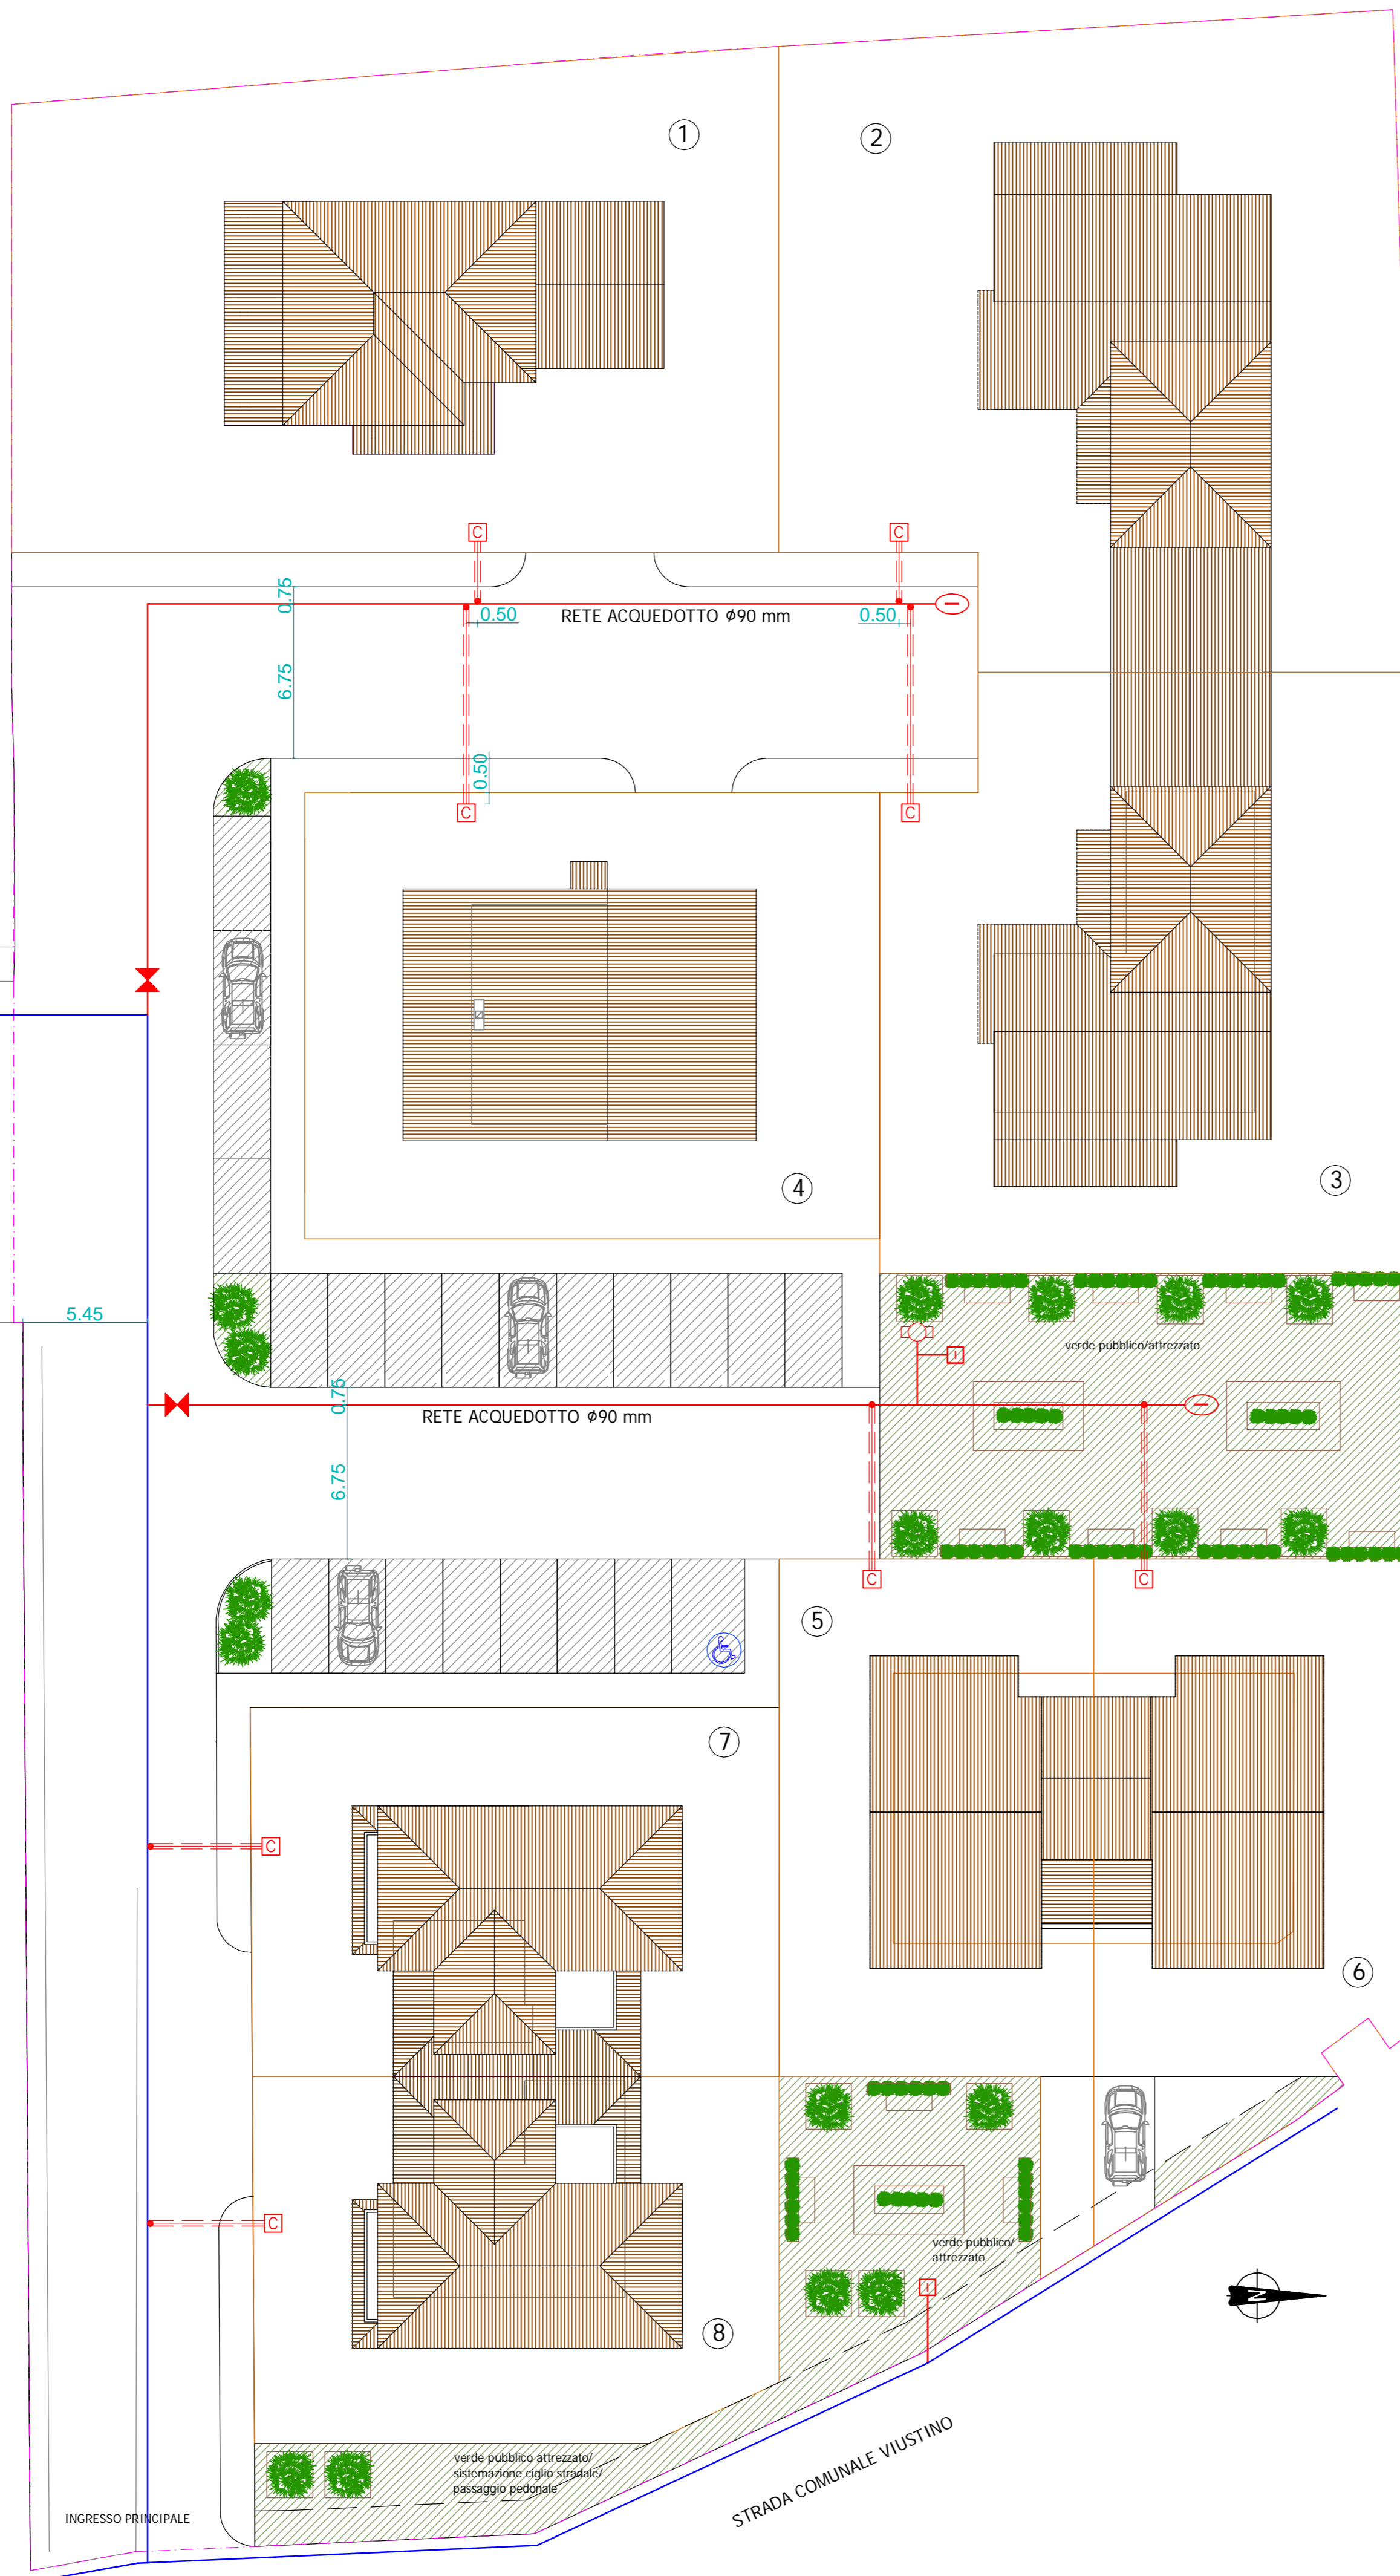 1
2
C
C
0.75
0.50
RETE ACQUEDOTTO Ø90 mm
0.50
6.75
0.50
C
C
4
3
5.45
verde pubblico/attrezzato
I
0.75
RETE ACQUEDOTTO Ø90 mm
6.75
C
C
5
7
C
6
C
verde pubblico/
attrezzato
I
N
8
STRADA COMUNALE VIUSTINO
verde pubblico attrezzato/
sistemazione ciglio stradale/
passaggio pedonale
INGRESSO PRINCIPALE